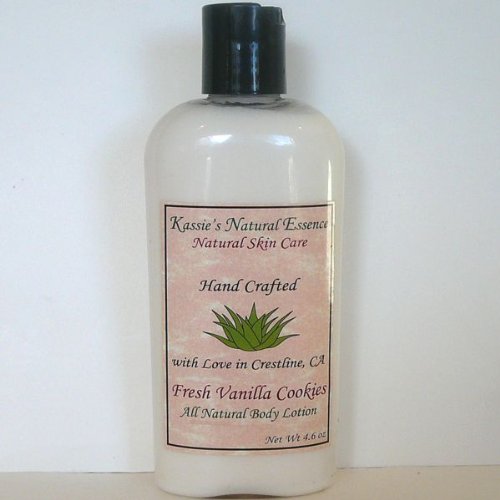 Kassie's Natural Essence
Natural Skin Care
Hand Crafted
with Love in Crestline, CA
Fresh Vanilla Cookies
All Natural Body Lotion
Net Wt 4.6 oz